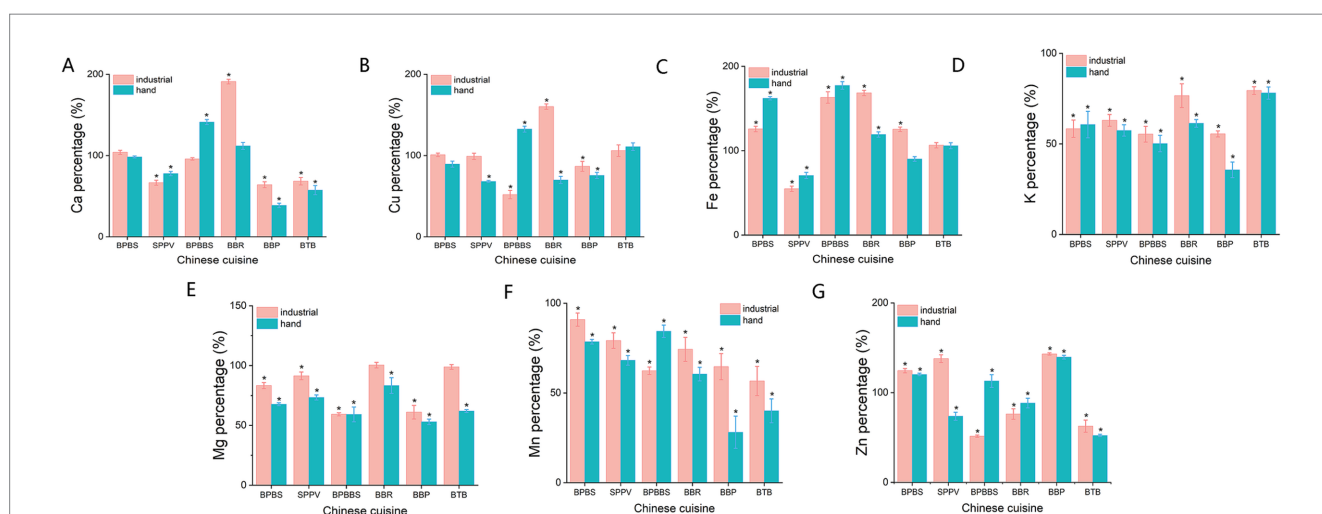 A
Ca percentage (%)
200
100
0
industrial
hand
*
*
*
*
*
*
*
*
BPBS SPPV BPBBS BBR BBP BTB
Chinese cuisine
B
Cu percentage (%)
200
100
0
industrial
hand
*
*
*
*
*
*
*
BPBS SPPV BPBBS BBR BBP BTB
Chinese cuisine
C
Fe percentage (%)
200
100
0
industrial
hand
*
*
*
*
*
*
*
*
*
BPBS SPPV BPBBS BBR BBP BTB
Chinese cuisine
D
K percentage (%)
100
50
0
industrial
hand
*
*
*
*
*
*
*
*
*
*
*
*
BPBS SPPV BPBBS BBR BBP BTB
Chinese cuisine
E
Mg percentage (%)
150
100
50
0
industrial
hand
*
*
*
*
*
*
*
*
*
*
BPBS SPPV BPBBS BBR BBP BTB
Chinese cuisine
F
Mn percentage (%)
100
50
0
industrial
hand
*
*
*
*
*
*
*
*
*
*
*
*
BPBS SPPV BPBBS BBR BBP BTB
Chinese cuisine
G
Zn percentage (%)
200
100
0
industrial
hand
*
*
*
*
*
*
*
*
*
*
*
*
BPBS SPPV BPBBS BBR BBP BTB
Chinese cuisine